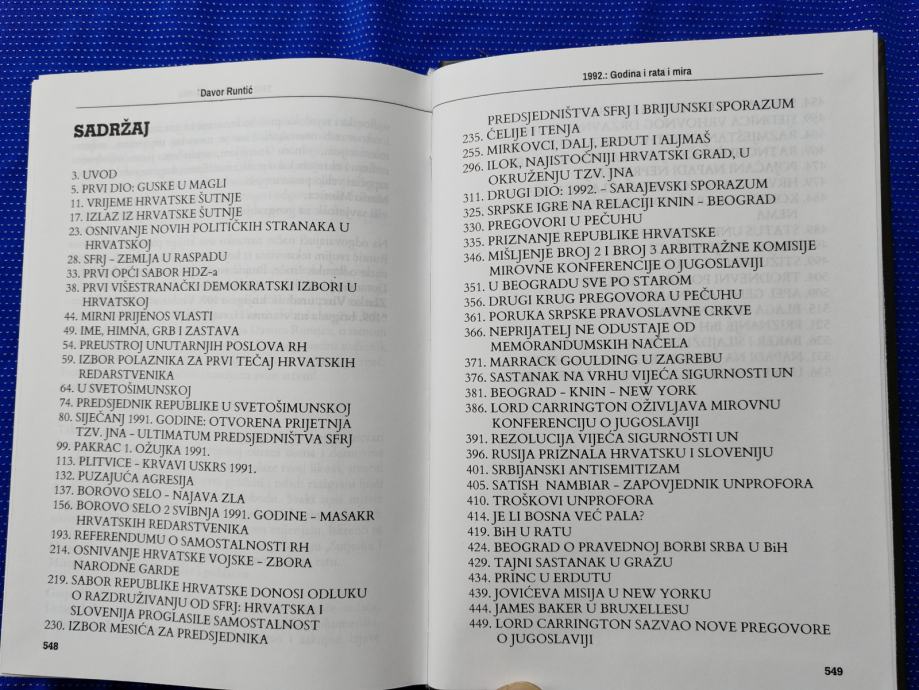 Davor Runtić
SADRŽAJ
3. UVOD
5. PRVI DIO: GUSKE U MAGLI
11. VRIJEME HRVATSKE ŠUTNJE
17. IZLAZ IZ HRVATSKE ŠUTNJE
23. OSNIVANJE NOVIH POLITIČKIH STRANAKA U
HRVATSKOJ
28. SFRJ – ZEMLJA U RASPADU
33. PRVI OPĆI SABOR HDZ-a
38. PRVI VIŠESTRANAČKI DEMOKRATSKI IZBORI U
HRVATSKOJ
44. MIRNI PRIJENOS VLASTI
49. IME, HIMNA, GRB I ZASTAVA
54. PREUSTROJ UNUTARNJIH POSLOVA RH
59. IZBOR POLAZNIKA ZA PRVI TEČAJ HRVATSKIH
REDARSTVENIKA
64. U SVETOŠIMUNSKOJ
74. PREDSJEDNIK REPUBLIKE U SVETOŠIMUNSKOJ
80. SIJEČANJ 1991. GODINE: OTVORENA PRIJETNJA
TZV. JNA – ULTIMATUM PREDSJEDNIŠTVA SFRJ
99. PAKRAC 1. OŽUJKA 1991.
113. PLITVICE – KRVAVI USKRS 1991.
132. PUZAJUĆA AGRESIJA
137. BOROVO SELO – NAJAVA ZLA
156. BOROVO SELO 2 SVIBNJA 1991. GODINE – MASAKR
HRVATSKIH REDARSTVENIKA
193. REFERENDUMU O SAMOSTALNOSTI RH
214. OSNIVANJE HRVATSKE VOJSKE – ZBORA
NARODNE GARDE
219. SABOR REPUBLIKE HRVATSKE DONOSI ODLUKU
O RAZDRUŽIVANJU OD SFRJ: HRVATSKA I
SLOVENIJA PROGLASILE SAMOSTALNOST
230. IZBOR MESIĆA ZA PREDSJEDNIKA
548
1992.: Godina i rata i mira
PREDSJEDNIŠTVA SFRJ I BRIJUNSKI SPORAZUM
235. ĆELIJE I TENJA
255. MIRKOVCI, DALJ, ERDUT I ALJMAŠ
296. ILOK, NAJISTOČNIJI HRVATSKI GRAD, U
OKRUŽENJU TZV. JNA
311. DRUGI DIO: 1992. – SARAJEVSKI SPORAZUM
325. SRPSKE IGRE NA RELACIJI KNIN – BEOGRAD
330. PREGOVORI U PEČUHU
335. PRIZNANJE REPUBLIKE HRVATSKE
346. MIŠLJENJE BROJ 2 I BROJ 3 ARBITRAŽNE KOMISIJE
MIROVNE KONFERENCIJE O JUGOSLAVIJI
351. U BEOGRADU SVE PO STAROM
356. DRUGI KRUG PREGOVORA U PEČUHU
361. PORUKA SRPSKE PRAVOSLAVNE CRKVE
366. NEPRIJATELJ NE ODUSTAJE OD
MEMORANDUMSKIH NAČELA
371. MARRACK GOULDING U ZAGREBU
376. SASTANAK NA VRHU VIJEĆA SIGURNOSTI UN
381. BEOGRAD – KNIN – NEW YORK
386. LORD CARRINGTON OŽIVLJAVA MIROVNU
KONFERENCIJU O JUGOSLAVIJI
391. REZOLUCIJA VIJEĆA SIGURNOSTI UN
396. RUSIJA PRIZNALA HRVATSKU I SLOVENIJU
401. SRBIJANSKI ANTISEMITIZAM
405. SATISH NAMBIAR – ZAPOVJEDNIK UNPROFORA
410. TROŠKOVI UNPROFORA
414. JE LI BOSNA VEĆ PALA?
419. BiH U RATU
424. BEOGRAD O PRAVEDNOJ BORBI SRBA U BiH
429. TAJNI SASTANAK U GRAZU
434. PRINC U ERDUTU
439. JOVIĆEVA MISIJA U NEW YORKU
444. JAMES BAKER U BRUXELLESU
449. LORD CARRINGTON SAZVAO NOVE PREGOVORE
O JUGOSLAVIJI
549